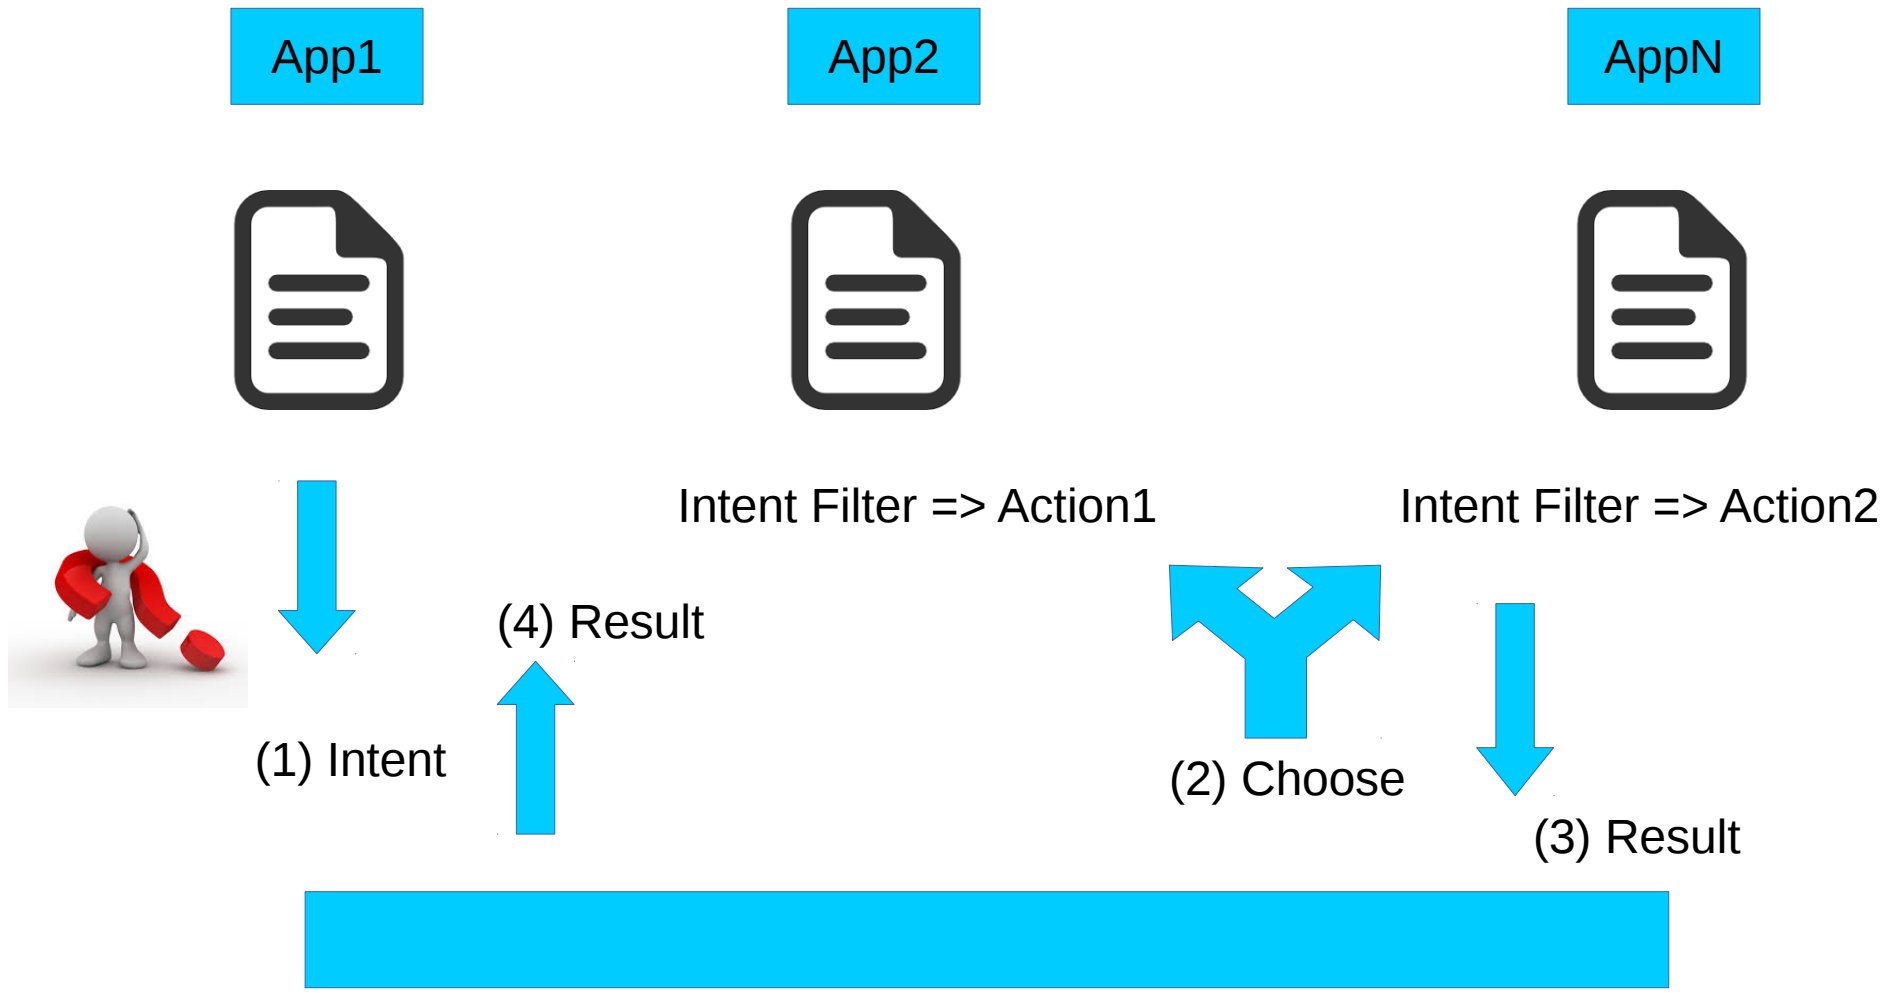 App1
App2
AppN
Intent Filter => Action1
Intent Filter => Action2
(4) Result
(1) Intent
(2) Choose
(3) Result